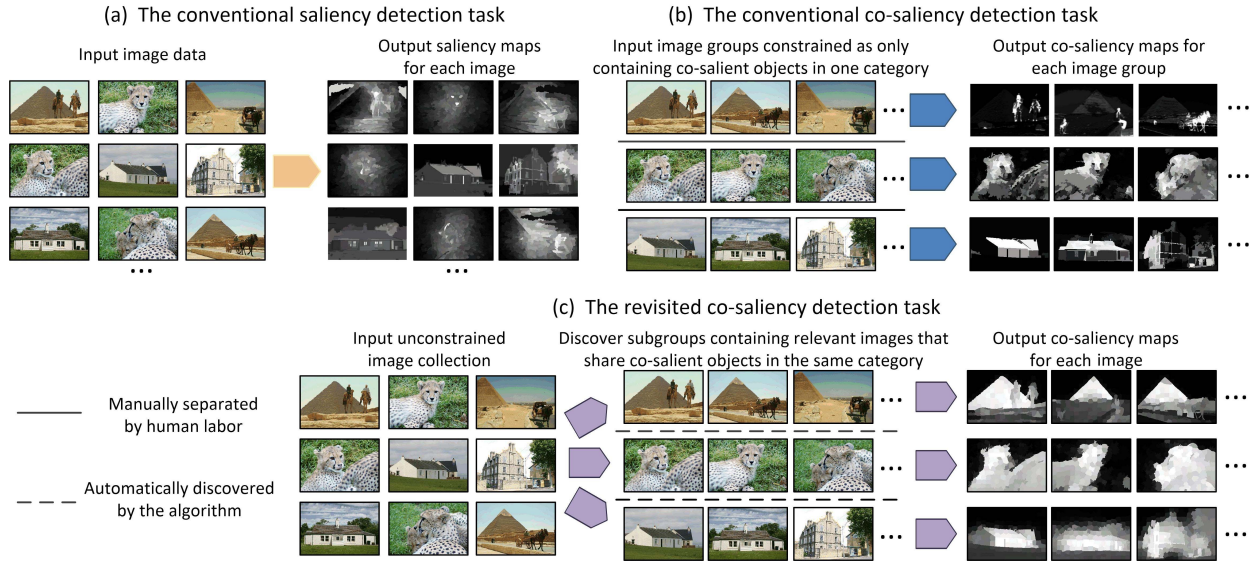 (a) The conventional saliency detection task
Input image data
Output saliency maps
for each image
...
...
(b) The conventional co-saliency detection task
Input image groups constrained as only
containing co-salient objects in one category
Output co-saliency maps for
each image group
...
...
...
...
...
...
(c) The revisited co-saliency detection task
Manually separated
by human labor
Automatically discovered
by the algorithm
Input unconstrained
image collection
Discover subgroups containing relevant images that
share co-salient objects in the same category
Output co-saliency maps
for each image
...
...
...
...
...
...